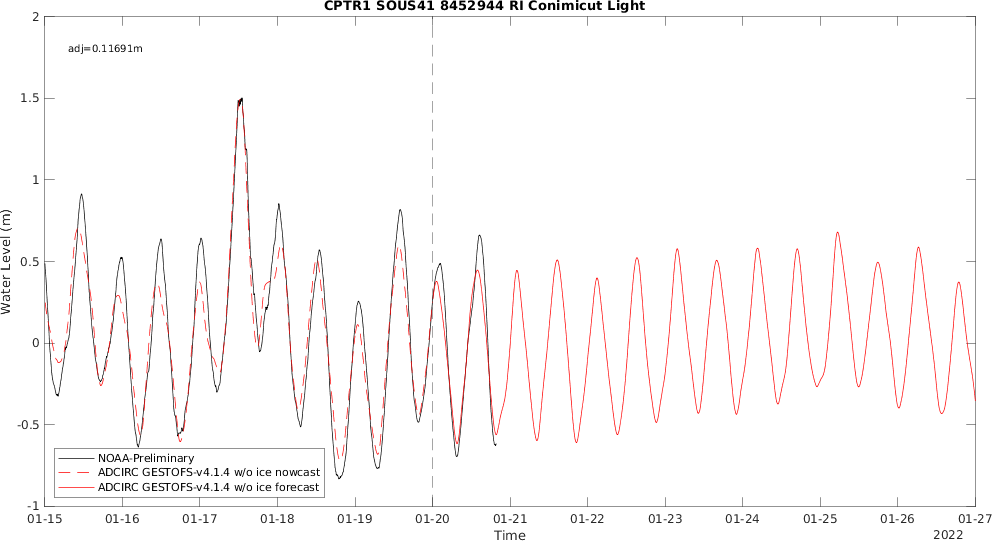 CPTR1 SOUS41 8452944 RI Conimicut Light
2
adj=0.11691m
1.5
1
0.5
0
-0.5
-1
Water Level (m)
NOAA-Preliminary
ADCIRC GESTOFS-v4.1.4 w/o ice nowcast
ADCIRC GESTOFS-v4.1.4 w/o ice forecast
01-15 01-16 01-17 01-18 01-19 01-20 01-21 01-22 01-23 01-24 01-25 01-26 01-27
Time
2022